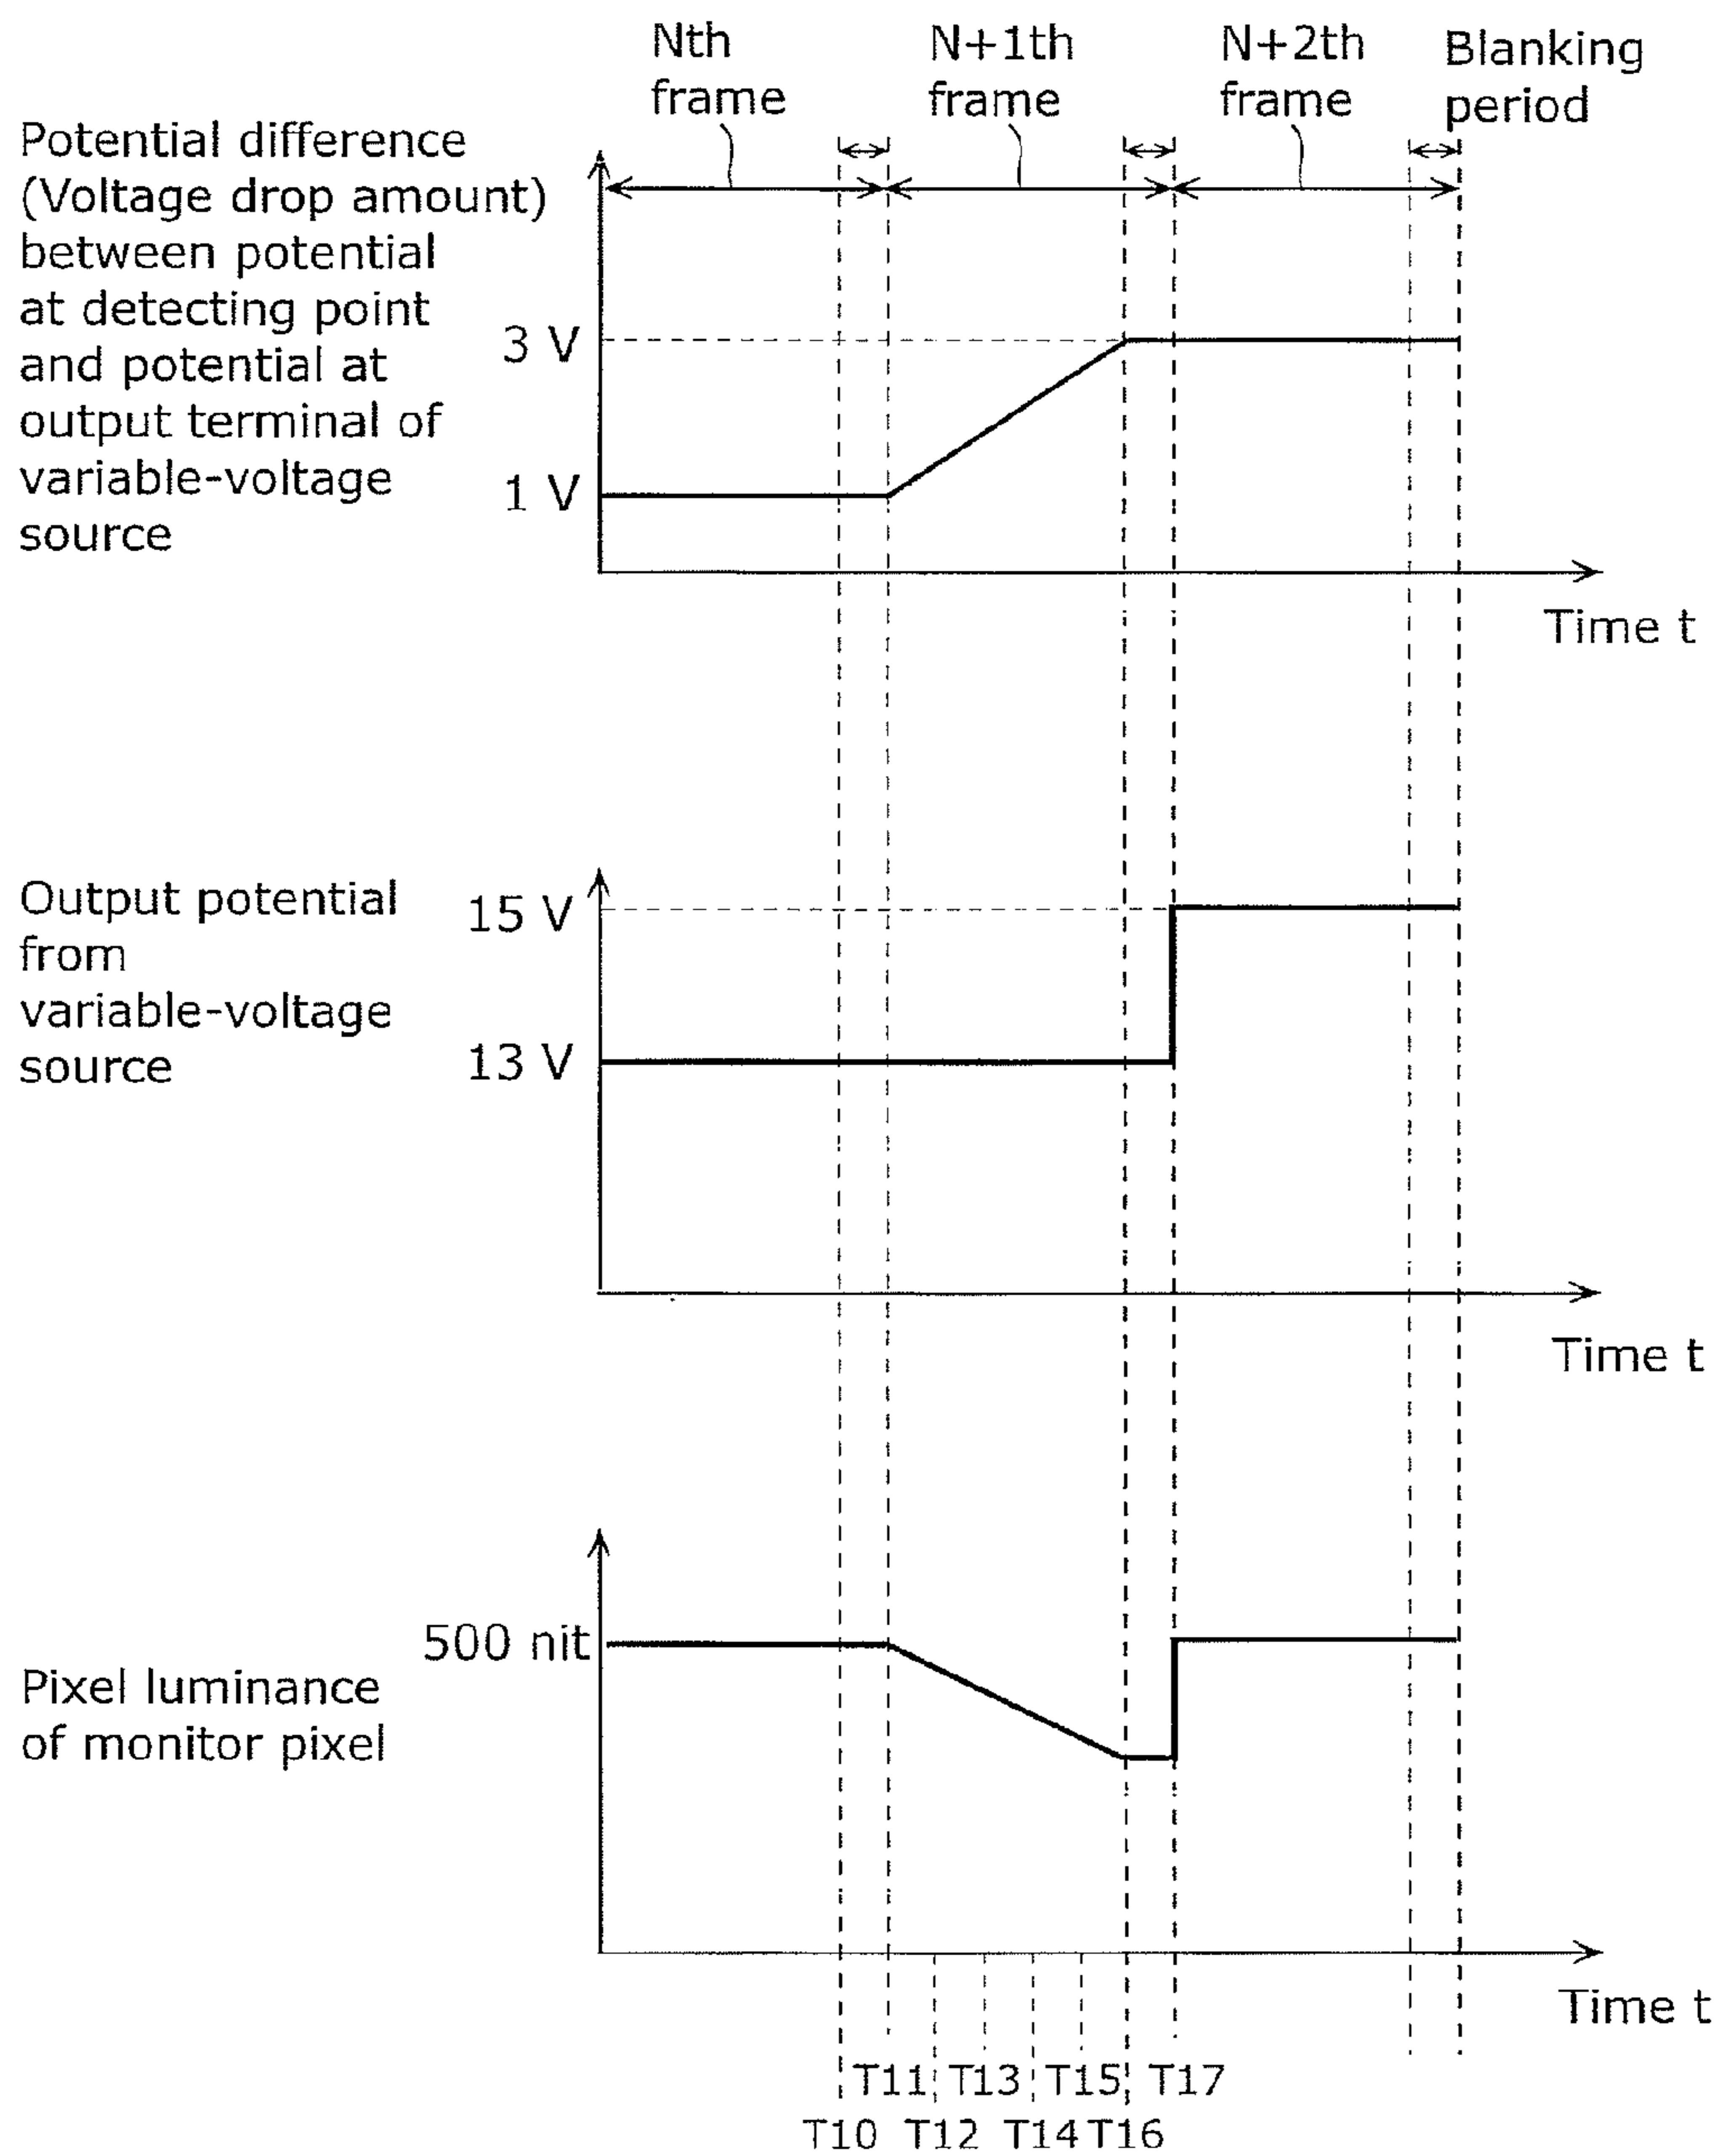 Nth
frame
N+1th
frame
N+2th
frame
Blanking
period
Potential difference
(Voltage drop amount)
between potential
at detecting point
and potential at
output terminal of
variable-voltage
source
3 V
1 V
Time t
Output potential
from
variable-voltage
source
15 V
13 V
Time t
500 nit
Pixel luminance
of monitor pixel
Time t
T11 T13 T15 T17
T10 T12 T14 T16